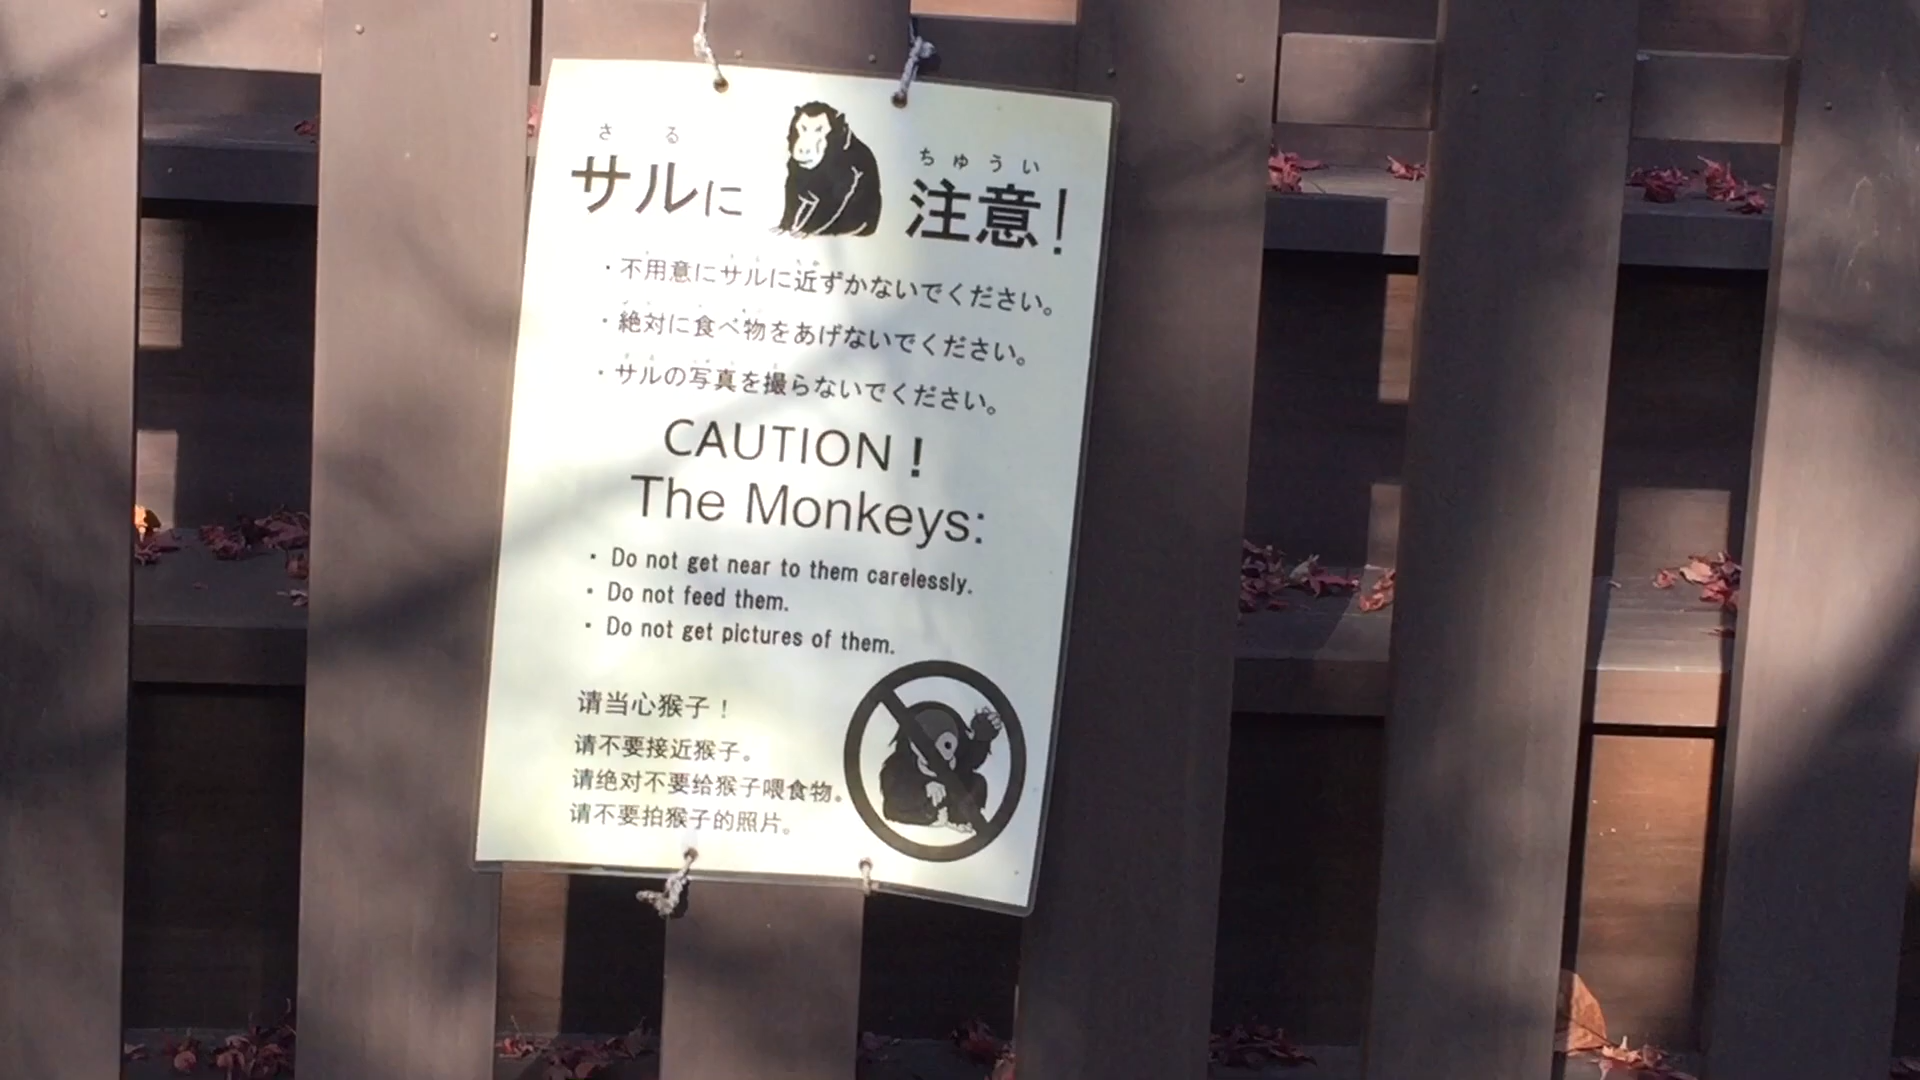 さる
サルに
ちゅうい
注意!
・不用意にサルに近ずかないでください。
・絶対に食べ物をあげないでください。
・サルの写真を撮らないでください。
CAUTION!
The Monkeys:
・Do not get near to them carelessly.
・Do not feed them.
・Do not get pictures of them.
请当心猴子！
请不要接近猴子。
请绝对不要给猴子喂食物。
请不要拍猴子的照片。